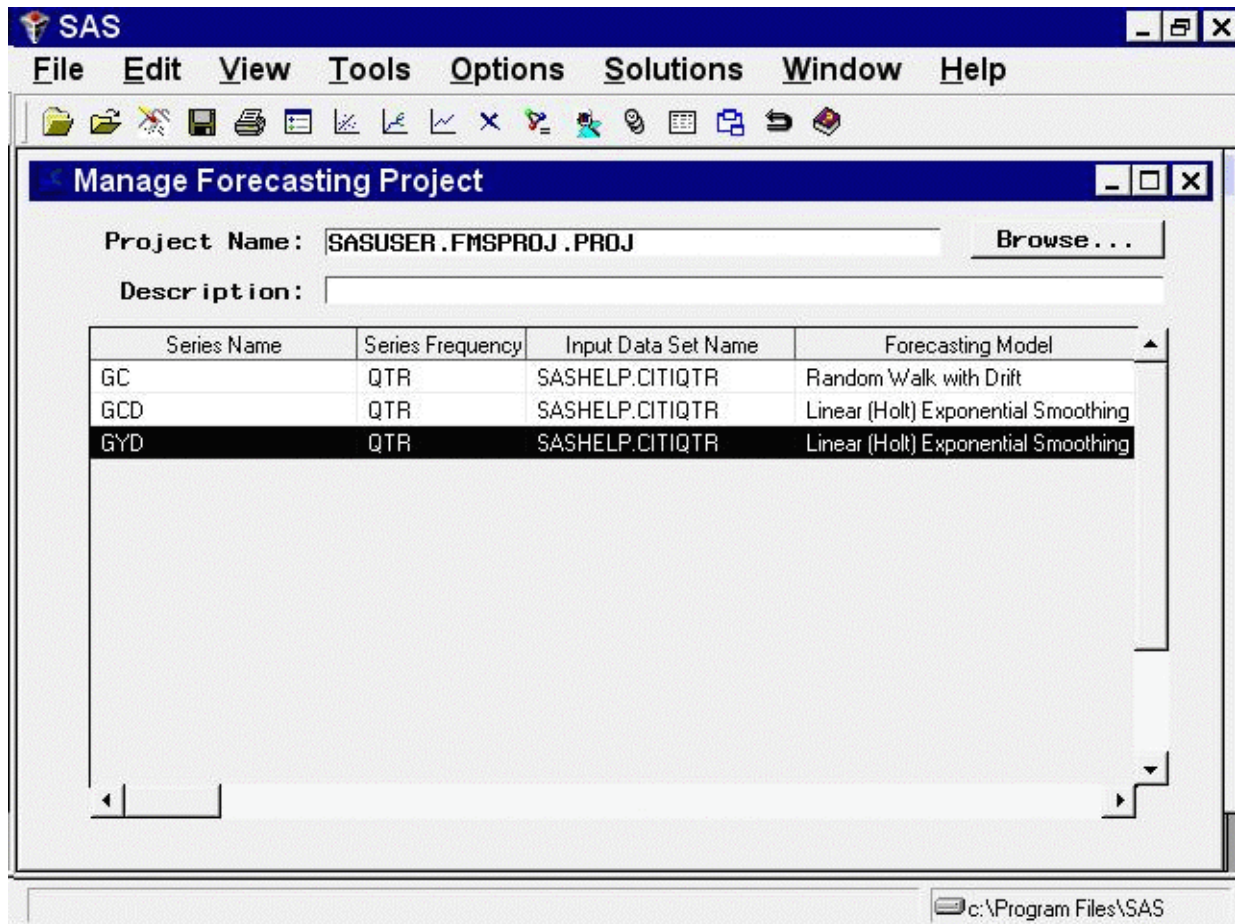 SAS
File Edit View Tools Options Solutions Window Help
Manage Forecasting Project
Project Name: SASUSER.FMSPROJ.PROJ Browse...
Description:
Series Name Series Frequency Input Data Set Name Forecasting Model
GC QTR SASHELP.CITIQTR Random Walk with Drift
GCD QTR SASHELP.CITIQTR Linear (Holt) Exponential Smoothing
GYD QTR SASHELP.CITIQTR Linear (Holt) Exponential Smoothing
c:\Program Files\SAS